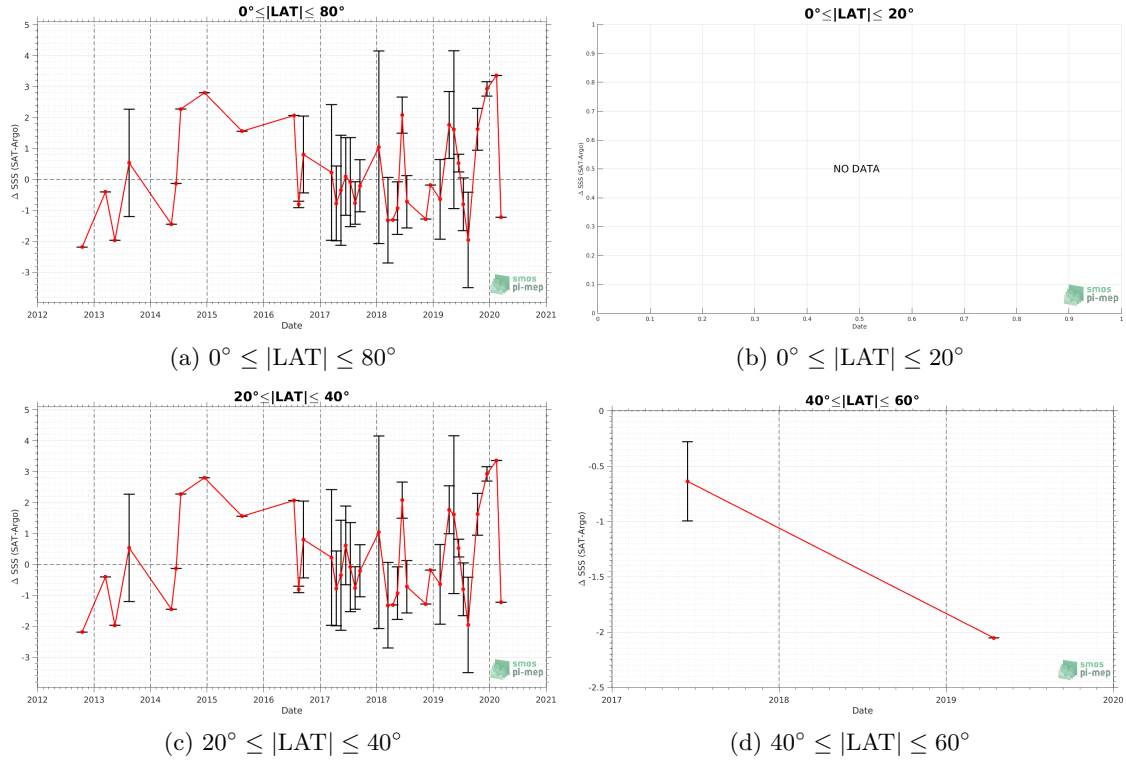 0°≤|LAT|≤ 80°
Δ SSS (SAT-Argo)
5
4
3
2
1
0
-1
-2
-3
2012 2013 2014 2015 2016 2017 2018 2019 2020 2021
Date
smos
pi-mep
(a) 0° ≤ |LAT| ≤ 80°
0°≤|LAT|≤ 20°
Δ SSS (SAT-Argo)
1
0.9
0.8
0.7
0.6
0.5
0.4
0.3
0.2
0.1
0
NO DATA
0 0.1 0.2 0.3 0.4 0.5 0.6 0.7 0.8 0.9 1
Date
smos
pi-mep
(b) 0° ≤ |LAT| ≤ 20°
20°≤|LAT|≤ 40°
Δ SSS (SAT-Argo)
5
4
3
2
1
0
-1
-2
-3
2012 2013 2014 2015 2016 2017 2018 2019 2020 2021
Date
smos
pi-mep
(c) 20° ≤ |LAT| ≤ 40°
40°≤|LAT|≤ 60°
Δ SSS (SAT-Argo)
0
-0.5
-1
-1.5
-2
-2.5
2017 2018 2019 2020
Date
smos
pi-mep
(d) 40° ≤ |LAT| ≤ 60°